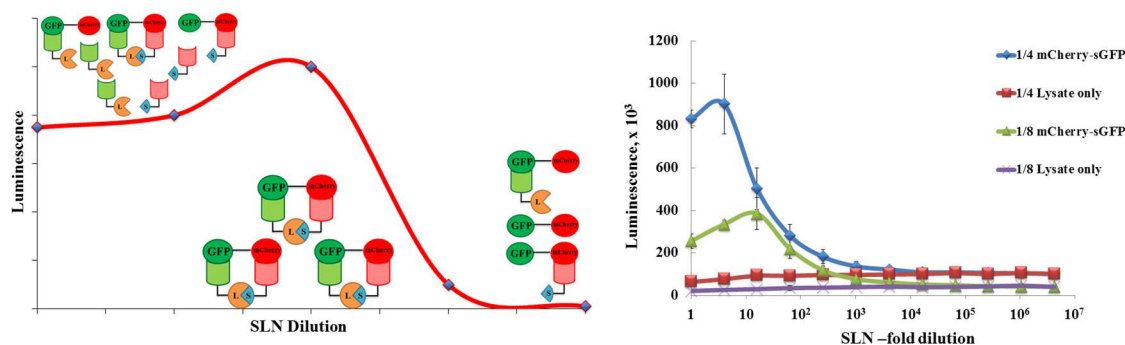 GFP mCherry GFP mCherry GFP mCherry
L L S S S
L S
Luminescence
GFP mCherry
L S
GFP mCherry GFP mCherry
L S L S
GFP mCherry
L
GFP mCherry
GFP mCherry
S
SLN Dilution
Luminescence, x 10³
1200
1000
800
600
400
200
0
1 10 10² 10³ 10⁴ 10⁵ 10⁶ 10⁷
SLN –fold dilution
1/4 mCherry-sGFP
1/4 Lysate only
1/8 mCherry-sGFP
1/8 Lysate only